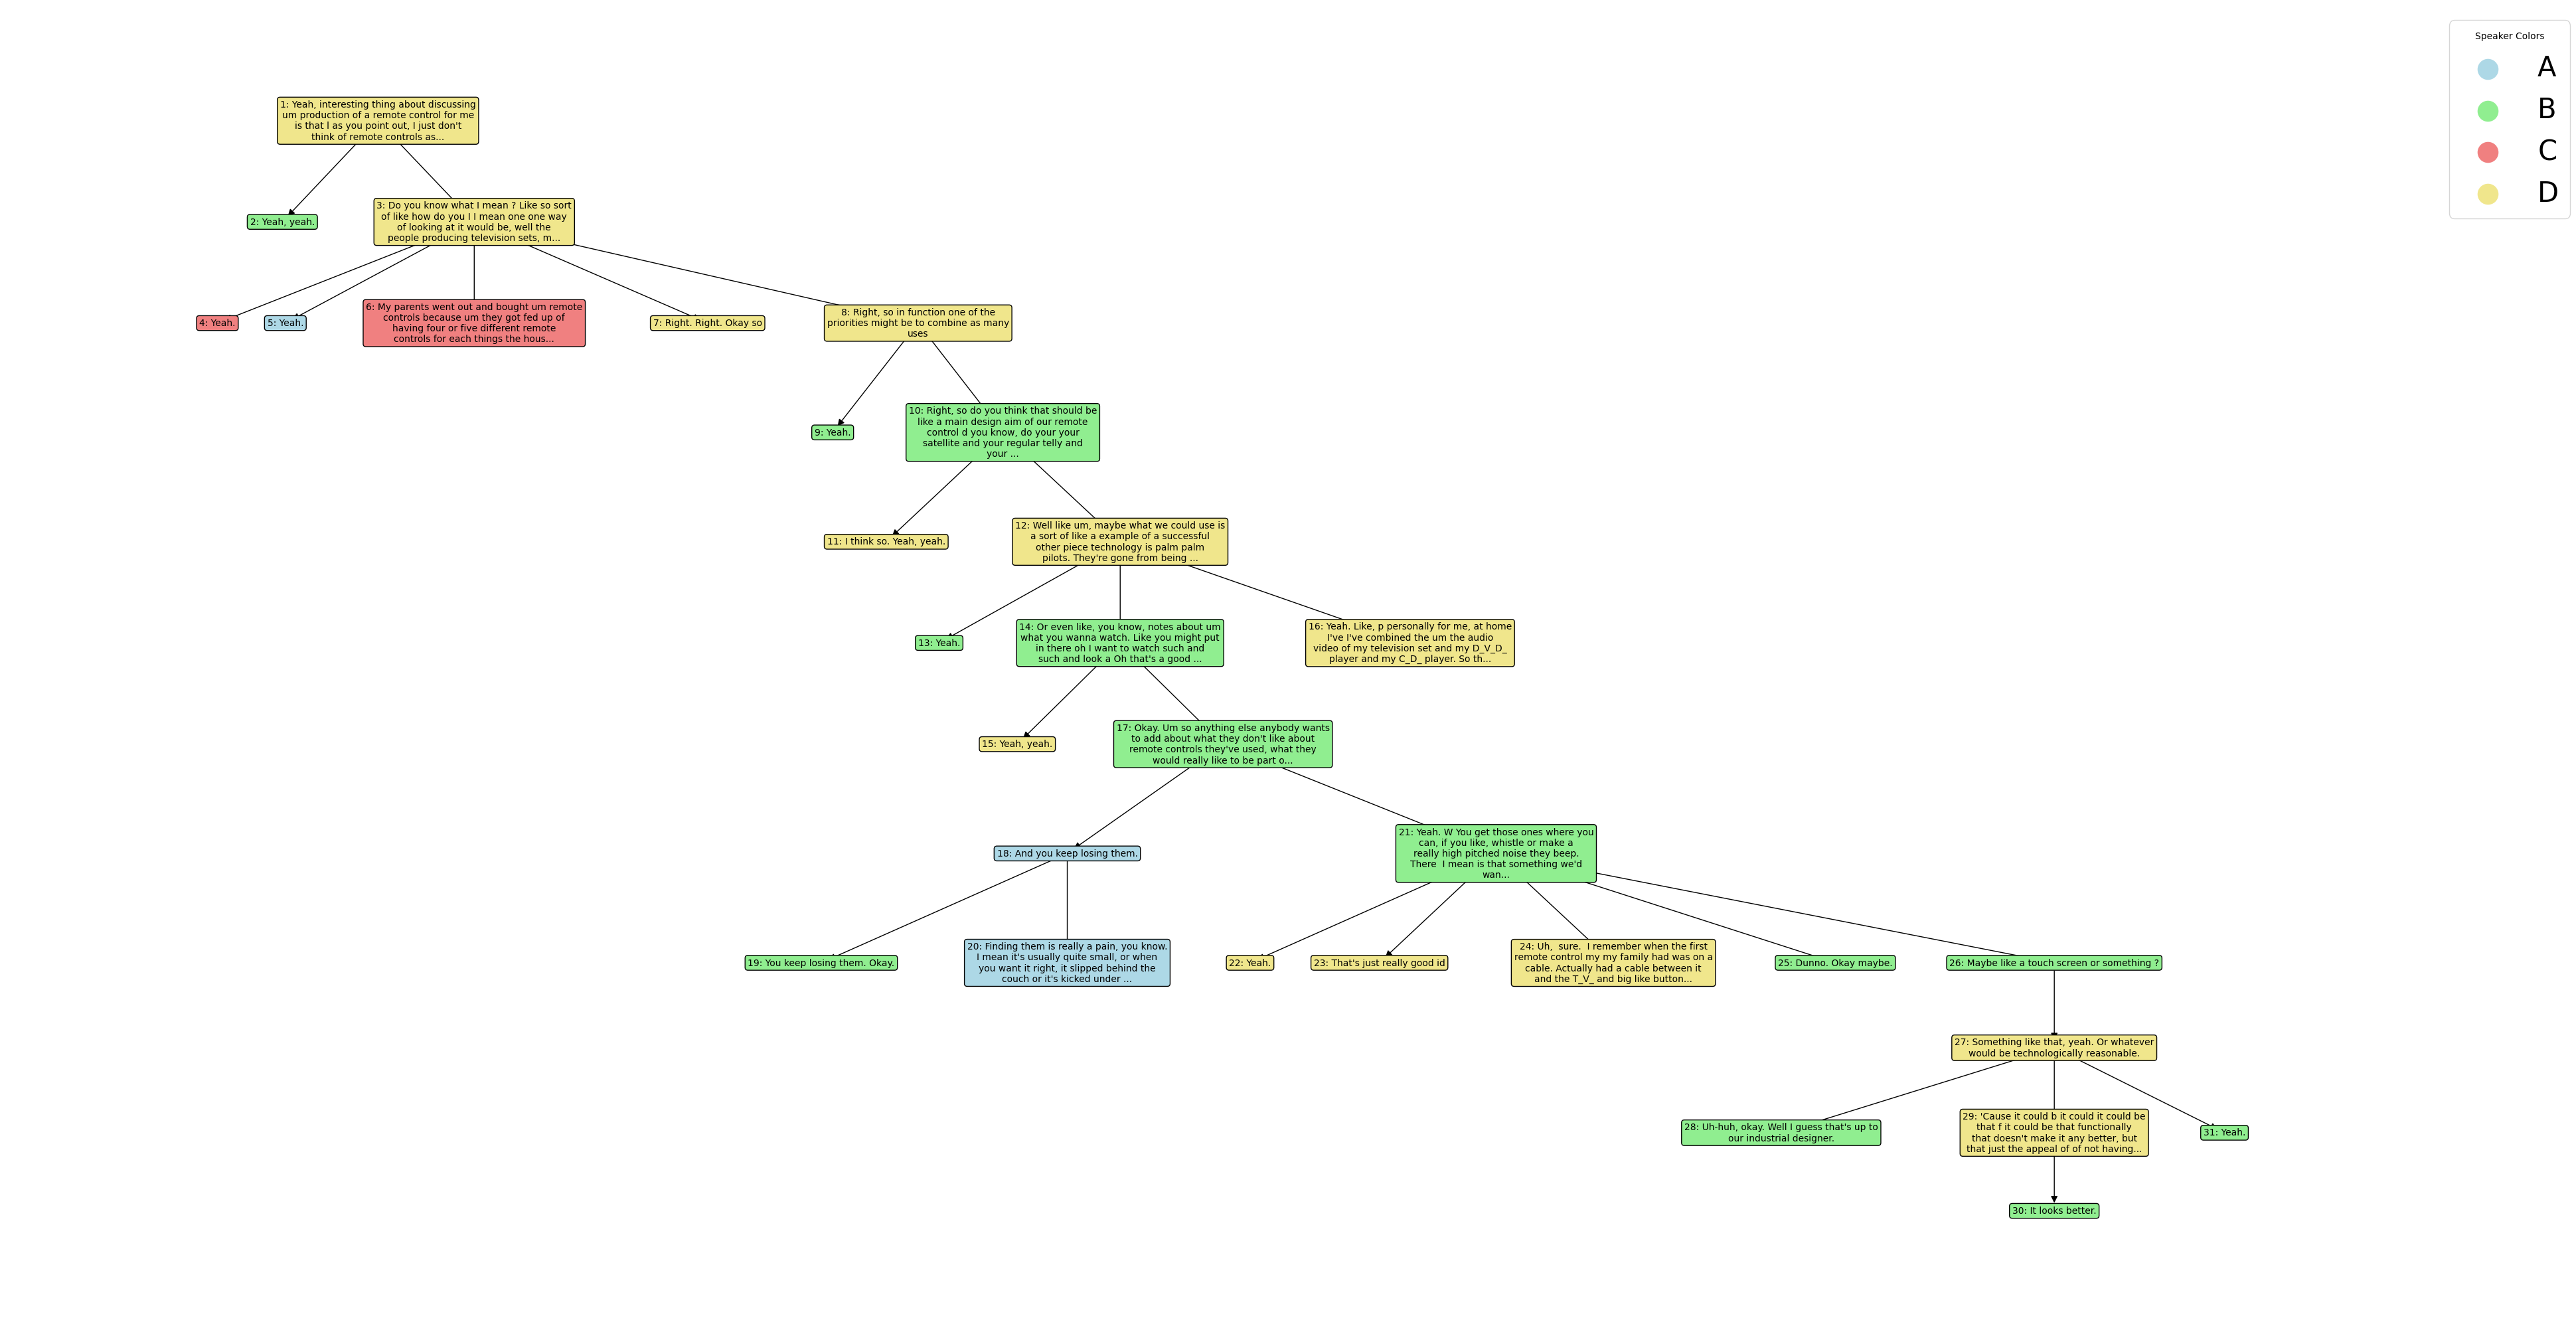 Speaker Colors
A
B
C
D
1: Yeah, interesting thing about discussing
um production of a remote control for me
is that l as you point out, I just don't
think of remote controls as...
2: Yeah, yeah.
3: Do you know what I mean ? Like so sort
of like how do you I I mean one one way
of looking at it would be, well the
people producing television sets, m...
4: Yeah.
5: Yeah.
6: My parents went out and bought um remote
controls because um they got fed up of
having four or five different remote
controls for each things the hous...
7: Right. Right. Okay so
8: Right, so in function one of the
priorities might be to combine as many
uses
9: Yeah.
10: Right, so do you think that should be
like a main design aim of our remote
control d you know, do your your
satellite and your regular telly and
your ...
11: I think so. Yeah, yeah.
12: Well like um, maybe what we could use is
a sort of like a example of a successful
other piece technology is palm palm
pilots. They're gone from being ...
13: Yeah.
14: Or even like, you know, notes about um
what you wanna watch. Like you might put
in there oh I want to watch such and
such and look a Oh that's a good ...
16: Yeah. Like, p personally for me, at home
I've I've combined the um the audio
video of my television set and my D_V_D_
player and my C_D_ player. So th...
15: Yeah, yeah.
17: Okay. Um so anything else anybody wants
to add about what they don't like about
remote controls they've used, what they
would really like to be part o...
18: And you keep losing them.
21: Yeah. W You get those ones where you
can, if you like, whistle or make a
really high pitched noise they beep.
There  I mean is that something we'd
wan...
19: You keep losing them. Okay.
20: Finding them is really a pain, you know.
I mean it's usually quite small, or when
you want it right, it slipped behind the
couch or it's kicked under ...
22: Yeah.
23: That's just really good id
24: Uh,  sure.  I remember when the first
remote control my my family had was on a
cable. Actually had a cable between it
and the T_V_ and big like button...
25: Dunno. Okay maybe.
26: Maybe like a touch screen or something ?
27: Something like that, yeah. Or whatever
would be technologically reasonable.
28: Uh-huh, okay. Well I guess that's up to
our industrial designer.
29: 'Cause it could b it could it could be
that f it could be that functionally
that doesn't make it any better, but
that just the appeal of of not having...
31: Yeah.
30: It looks better.